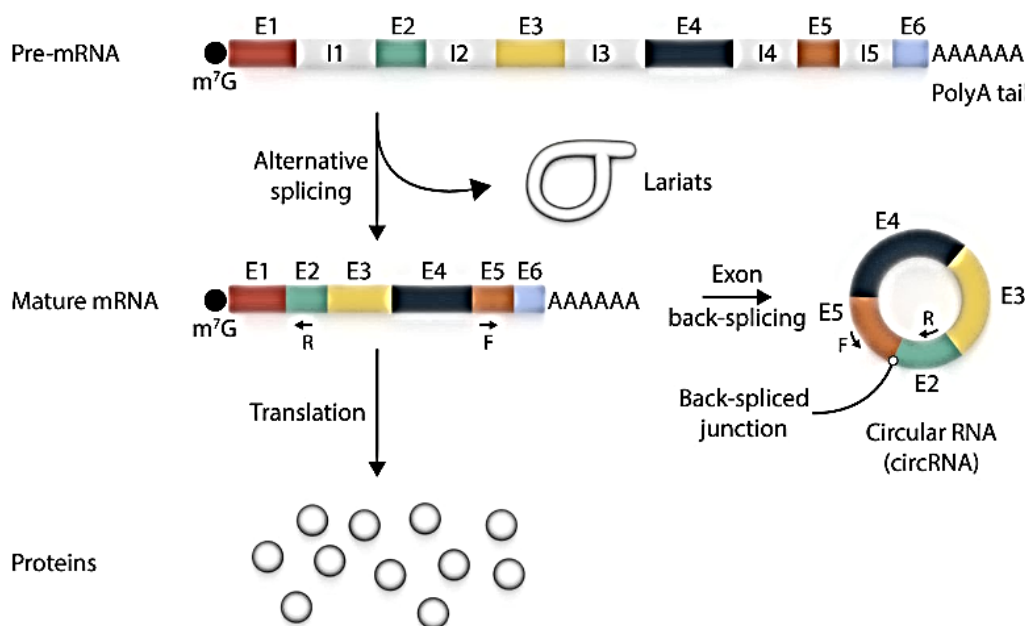 E1 E2 E3 E4 E5 E6
Pre-mRNA I1 I2 I3 I4 I5 AAAAAA
m⁷G
PolyA tai
Alternative
splicing
Lariats
E1 E2 E3 E4 E5 E6
Mature mRNA AAAAAA
m⁷G
R F
Exon
back-splicing
E4
E3
E5
R
F
E2
Back-spliced
junction
Circular RNA
(circRNA)
Translation
Proteins